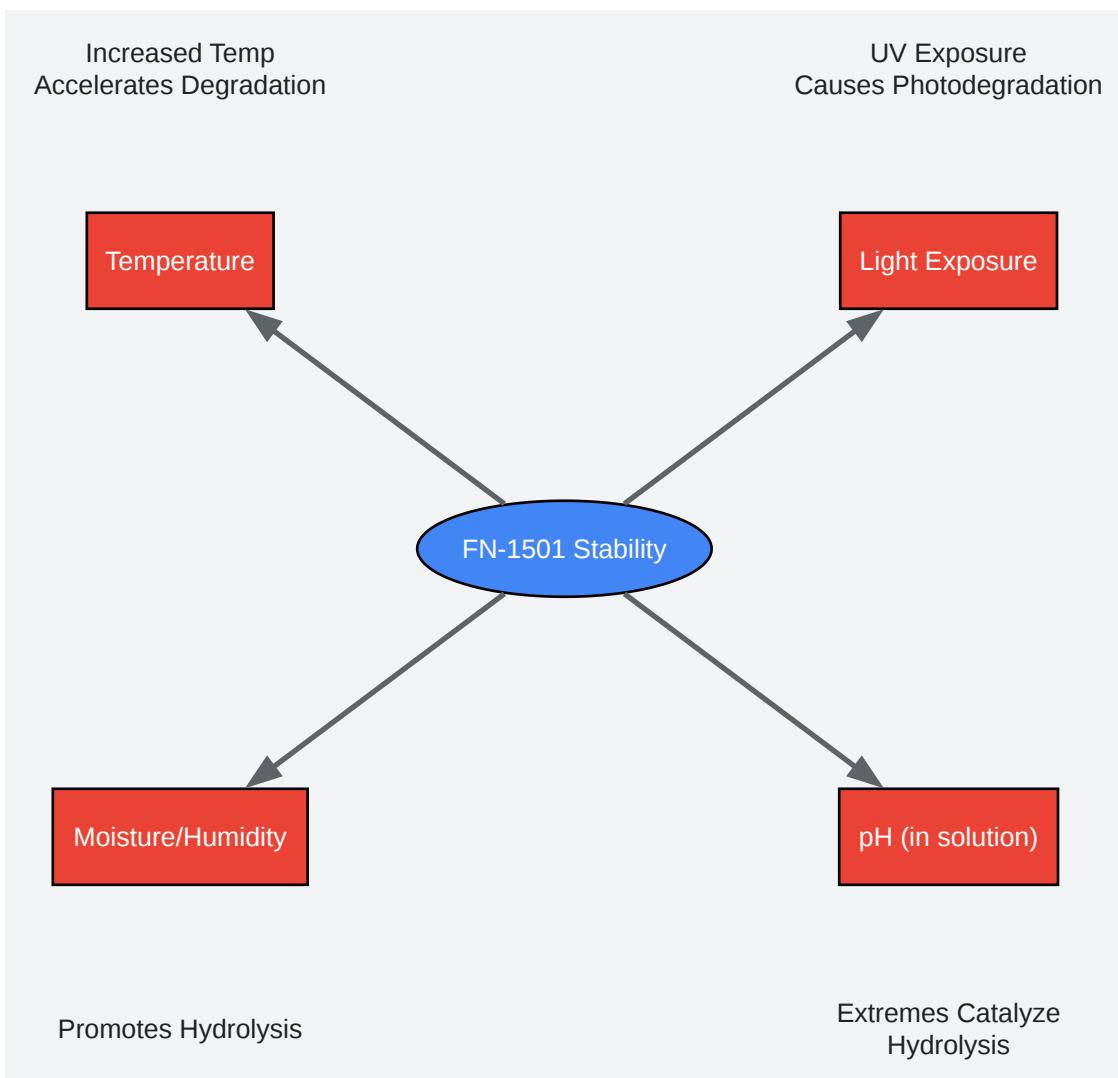 Increased Temp
Accelerates Degradation
UV Exposure
Causes Photodegradation
Temperature
Light Exposure
FN-1501 Stability
Moisture/Humidity
pH (in solution)
Promotes Hydrolysis
Extremes Catalyze
Hydrolysis